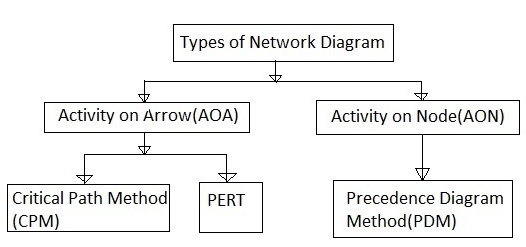 Types of Network Diagram
Activity on Arrow(AOA)
Activity on Node(AON)
Critical Path Method
(CPM)
PERT
Precedence Diagram
Method(PDM)